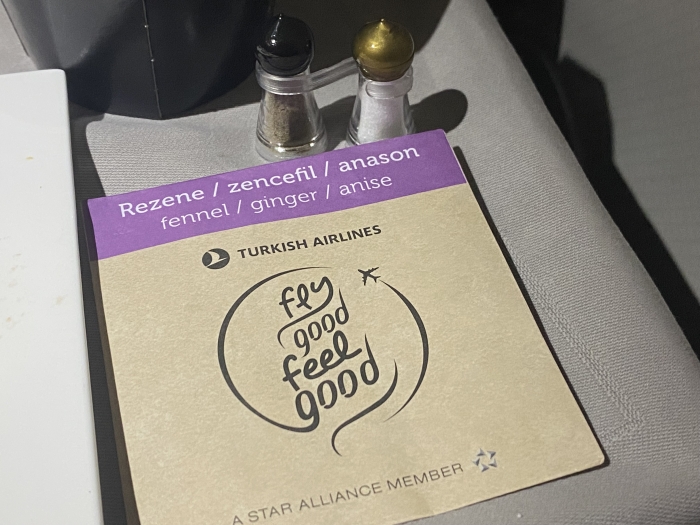 Rezene / zencefil / anason
fennel / ginger / anise
TURKISH AIRLINES
fly
good
feel
good
A STAR ALLIANCE MEMBER